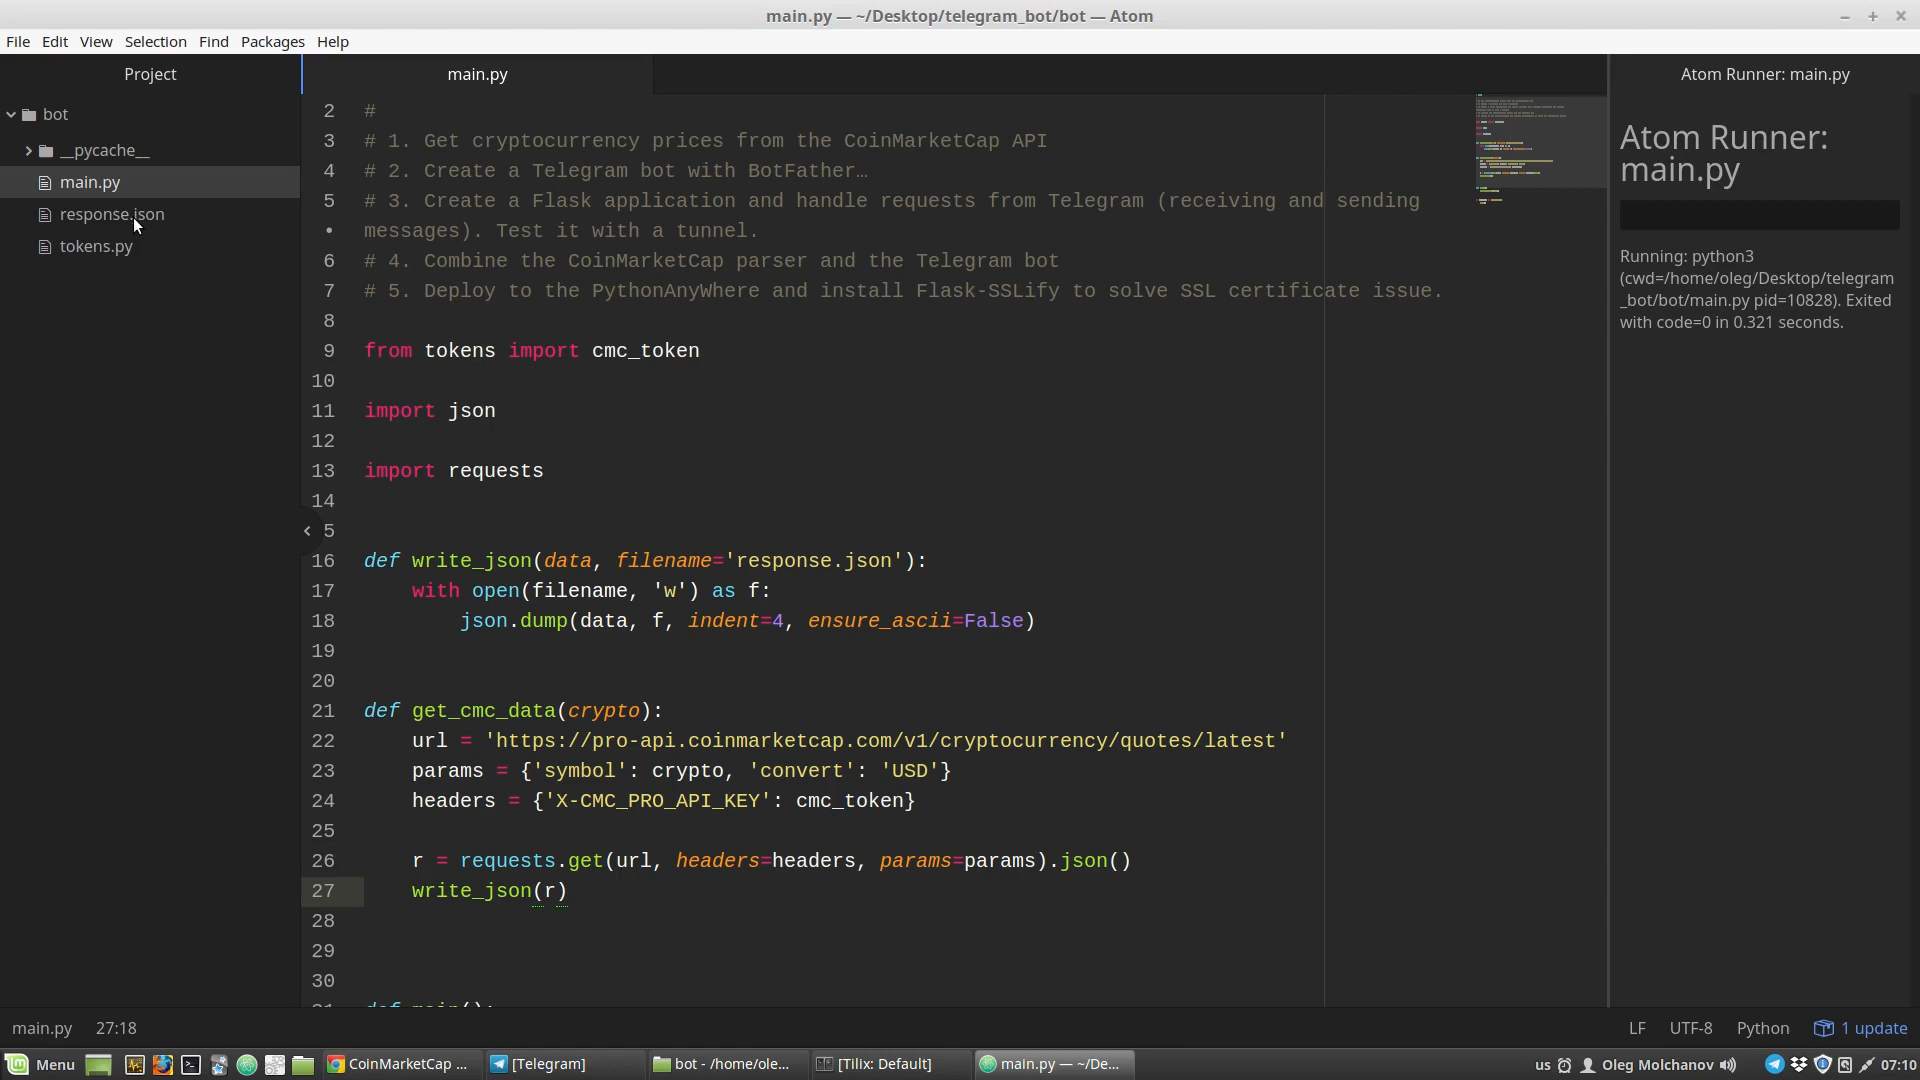 main.py — ~/Desktop/telegram_bot/bot — Atom
File Edit View Selection Find Packages Help
Project
main.py
Atom Runner: main.py
bot
__pycache__
main.py
response.json
tokens.py
2 #
3 # 1. Get cryptocurrency prices from the CoinMarketCap API
4 # 2. Create a Telegram bot with BotFather…
5 # 3. Create a Flask application and handle requests from Telegram (receiving and sending
• messages). Test it with a tunnel.
6 # 4. Combine the CoinMarketCap parser and the Telegram bot
7 # 5. Deploy to the PythonAnyWhere and install Flask-SSLify to solve SSL certificate issue.
8
9 from tokens import cmc_token
10
11 import json
12
13 import requests
14
5
16 def write_json(data, filename='response.json'):
17     with open(filename, 'w') as f:
18         json.dump(data, f, indent=4, ensure_ascii=False)
19
20
21 def get_cmc_data(crypto):
22     url = 'https://pro-api.coinmarketcap.com/v1/cryptocurrency/quotes/latest'
23     params = {'symbol': crypto, 'convert': 'USD'}
24     headers = {'X-CMC_PRO_API_KEY': cmc_token}
25
26     r = requests.get(url, headers=headers, params=params).json()
27     write_json(r)
28
29
30
Atom Runner:
main.py
Running: python3
(cwd=/home/oleg/Desktop/telegram
_bot/bot/main.py pid=10828). Exited
with code=0 in 0.321 seconds.
main.py 27:18
LF UTF-8 Python 1 update
Menu CoinMarketCap ... [Telegram] bot - /home/ole... [Tilix: Default] main.py — ~/De... us Oleg Molchanov 07:10